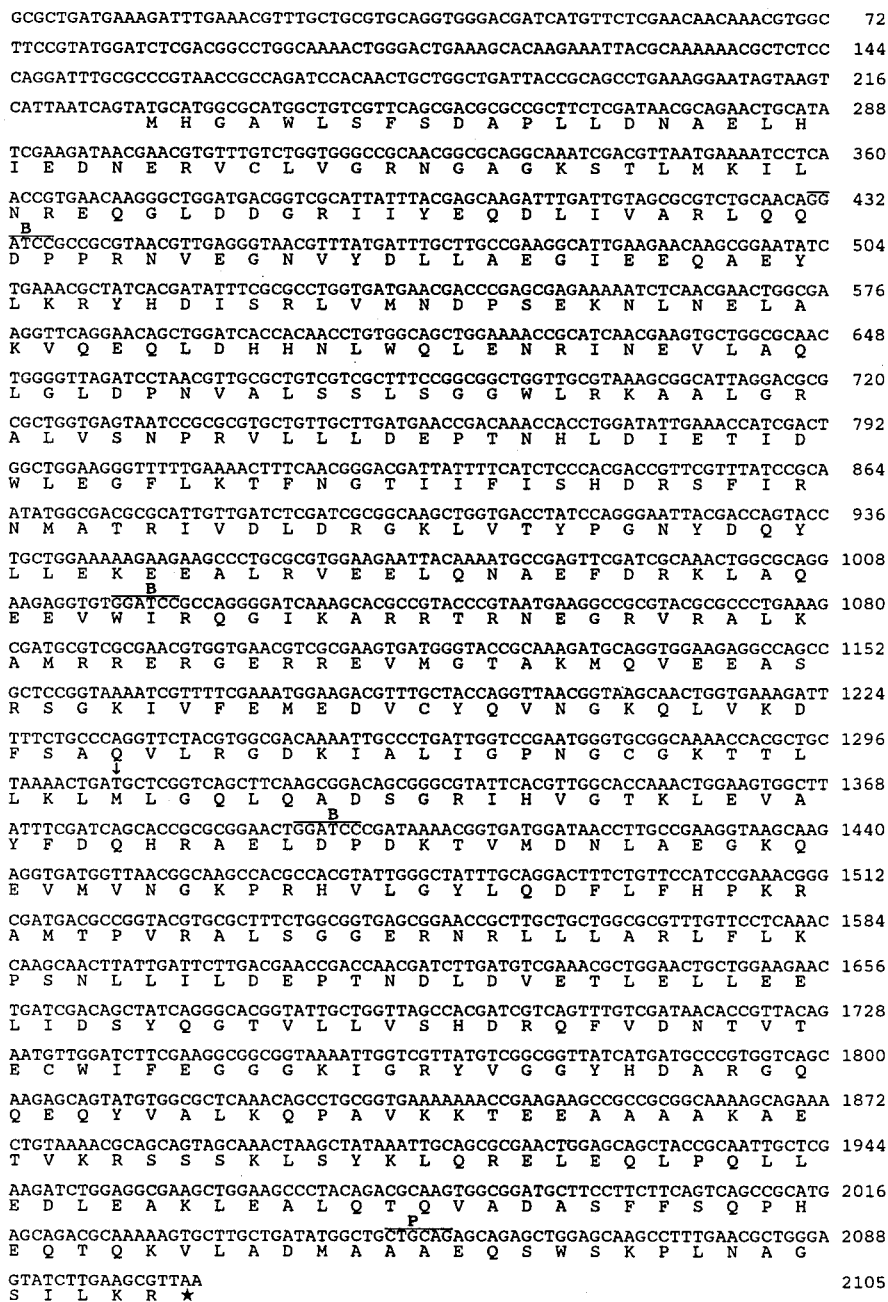 GCGCTGATGAAAGATTTGAAACGTTTGCTGCGTGCAGGTGGGACGATCATGTTCTCGAACAACAAACGTGGC 72
TTCCGTATGGATCTCGACGGCCTGGCAAAACTGGGACTGAAAGCACAAGAAATTACGCAAAAAACGCTCTCC 144
CAGGATTTGCGCCCGTAACCGCCAGATCCACAACTGCTGGCTGATTACCGCAGCCTGAAAGGAATAGTAAGT 216
CATTAATCAGTATGCATGGCGCATGGCTGTCGTTCAGCGACGCGCCGCTTCTCGATAACGCAGAACTGCATA 288
M H G A W L S F S D A P L L D N A E L H
TCGAAGATAACGAACGTGTTTGTCTGGTGGGCCGCAACGGCGCAGGCAAATCGACGTTAATGAAAATCCTCA 360
I E D N E R V C L V G R N G A G K S T L M K I L
ACCGTGAACAAGGGCTGGATGACGGTCGCATTATTTACGAGCAAGATTTGATTGTAGCGCGTCTGCAACAGG 432
N R E Q G L D D G R I I Y E Q D L I V A R L Q Q
B
ATCCGCCGCGTAACGTTGAGGGTAACGTTTATGATTTGCTTGCCGAAGGCATTGAAGAACAAGCGGAATATC 504
D P P R N V E G N V Y D L L A E G I E E Q A E Y
TGAAACGCTATCACGATATTTCGCGCCTGGTGATGAACGACCCGAGCGAGAAAAATCTCAACGAACTGGCGA 576
L K R Y H D I S R L V M N D P S E K N L N E L A
AGGTTCAGGAACAGCTGGATCACCACAACCTGTGGCAGCTGGAAAACCGCATCAACGAAGTGCTGGCGCAAC 648
K V Q E Q L D H H N L W Q L E N R I N E V L A Q
TGGGGTTAGATCCTAACGTTGCGCTGTCGTCGCTTTCCGGCGGCTGGTTGCGTAAAGCGGCATTAGGACGCG 720
L G L D P N V A L S S L S G G W L R K A A L G R
CGCTGGTGAGTAATCCGCGCGTGCTGTTGCTTGATGAACCGACAAACCACCTGGATATTGAAACCATCGACT 792
A L V S N P R V L L L D E P T N H L D I E T I D
GGCTGGAAGGGTTTTTGAAAACTTTCAACGGGACGATTATTTTCATCTCCCACGACCGTTCGTTTATCCGCA 864
W L E G F L K T F N G T I I F I S H D R S F I R
ATATGGCGACGCGCATTGTTGATCTCGATCGCGGCAAGCTGGTGACCTATCCAGGGAATTACGACCAGTACC 936
N M A T R I V D L D R G K L V T Y P G N Y D Q Y
TGCTGGAAAAAGAAGAAGCCCTGCGCGTGGAAGAATTACAAAATGCCGAGTTCGATCGCAAACTGGCGCAGG 1008
L L E K E E A L R V E E L Q N A E F D R K L A Q
B
AAGAGGTGTGGATCCGCCAGGGGATCAAAGCACGCCGTACCCGTAATGAAGGCCGCGTACGCGCCCTGAAAG 1080
E E V W I R Q G I K A R R T R N E G R V R A L K
CGATGCGTCGCGAACGTGGTGAACGTCGCGAAGTGATGGGTACCGCAAAGATGCAGGTGGAAGAGGCCAGCC 1152
A M R R E R G E R R E V M G T A K M Q V E E A S
GCTCCGGTAAAATCGTTTTCGAAATGGAAGACGTTTGCTACCAGGTTAACGGTAAGCAACTGGTGAAAGATT 1224
R S G K I V F E M E D V C Y Q V N G K Q L V K D
TTTCTGCCCAGGTTCTACGTGGCGACAAAATTGCCCTGATTGGTCCGAATGGGTGCGGCAAAACCACGCTGC 1296
F S A Q V L R G D K I A L I G P N G C G K T T L
↓
TAAAACTGATGCTCGGTCAGCTTCAAGCGGACAGCGGGCGTATTCACGTTGGCACCAAACTGGAAGTGGCTT 1368
L K L M L G Q L Q A D S G R I H V G T K L E V A
B
ATTTCGATCAGCACCGCGCGGAACTGGATCCCGATAAAACGGTGATGGATAACCTTGCCGAAGGTAAGCAAG 1440
Y F D Q H R A E L D P D K T V M D N L A E G K Q
AGGTGATGGTTAACGGCAAGCCACGCCACGTATTGGGCTATTTGCAGGACTTTCTGTTCCATCCGAAACGGG 1512
E V M V N G K P R H V L G Y L Q D F L F H P K R
CGATGACGCCGGTACGTGCGCTTTCTGGCGGTGAGCGGAACCGCTTGCTGCTGGCGCGTTTGTTCCTCAAAC 1584
A M T P V R A L S G G E R N R L L L A R L F L K
CAAGCAACTTATTGATTCTTGACGAACCGACCAACGATCTTGATGTCGAAACGCTGGAACTGCTGGAAGAAC 1656
P S N L L I L D E P T N D L D V E T L E L L E E
TGATCGACAGCTATCAGGGCACGGTATTGCTGGTTAGCCACGATCGTCAGTTTGTCGATAACACCGTTACAG 1728
L I D S Y Q G T V L L V S H D R Q F V D N T V T
AATGTTGGATCTTCGAAGGCGGCGGTAAAATTGGTCGTTATGTCGGCGGTTATCATGATGCCCGTGGTCAGC 1800
E C W I F E G G G K I G R Y V G G Y H D A R G Q
AAGAGCAGTATGTGGCGCTCAAACAGCCTGCGGTGAAAAAAACCGAAGAAGCCGCCGCGGCAAAAGCAGAAA 1872
Q E Q Y V A L K Q P A V K K T E E A A A A K A E
CTGTAAAACGCAGCAGTAGCAAACTAAGCTATAAATTGCAGCGCGAACTGGAGCAGCTACCGCAATTGCTCG 1944
T V K R S S S K L S Y K L Q R E L E Q L P Q L L
AAGATCTGGAGGCGAAGCTGGAAGCCCTACAGACGCAAGTGGCGGATGCTTCCTTCTTCAGTCAGCCGCATG 2016
E D L E A K L E A L Q T Q V A D A S F F S Q P H
P
AGCAGACGCAAAAAGTGCTTGCTGATATGGCTGCTGCAGAGCAGAGCTGGAGCAAGCCTTTGAACGCTGGGA 2088
E Q T Q K V L A D M A A A E Q S W S K P L N A G
GTATCTTGAAGCGTTAA 2105
S I L K R ★